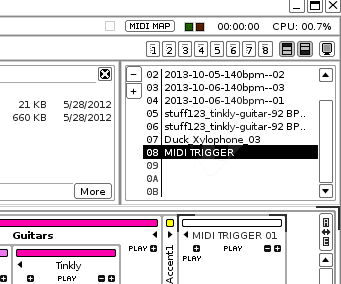 MIDI MAP 00:00:00 CPU: 00.7%
1 2 3 4 5 6 7 8
02 2013-10-05-140bpm--02
03 2013-10-06-140bpm--03
04 2013-10-06-140bpm--01
21 KB 5/28/2012
05 stuff123_tinkly-guitar-92 BP..
660 KB 5/28/2012
06 stuff123_tinkly-guitar-92 BP..
07 Duck_Xylophone_03
08 MIDI TRIGGER
09
0A
0B
More
Guitars
MIDI TRIGGER 01
PLAY
PLAY
PLAY
Tinkly
PLAY
Accent1